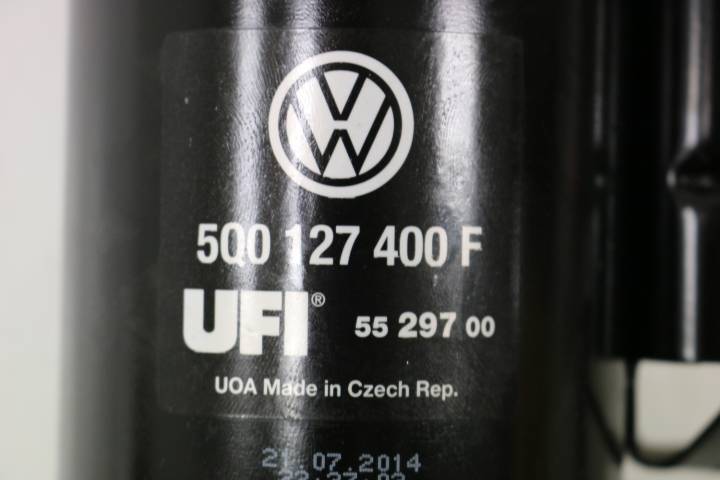 5Q0 127 400 F
UFI® 55 297 00
UOA Made in Czech Rep.
21.07.2014